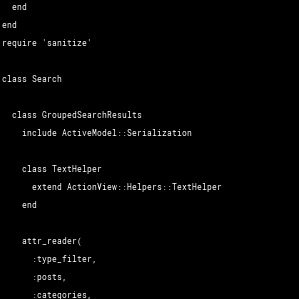 end
end
require 'sanitize'

class Search

  class GroupedSearchResults
    include ActiveModel::Serialization

    class TextHelper
      extend ActionView::Helpers::TextHelper
    end

    attr_reader(
      :type_filter,
      :posts,
      :categories,